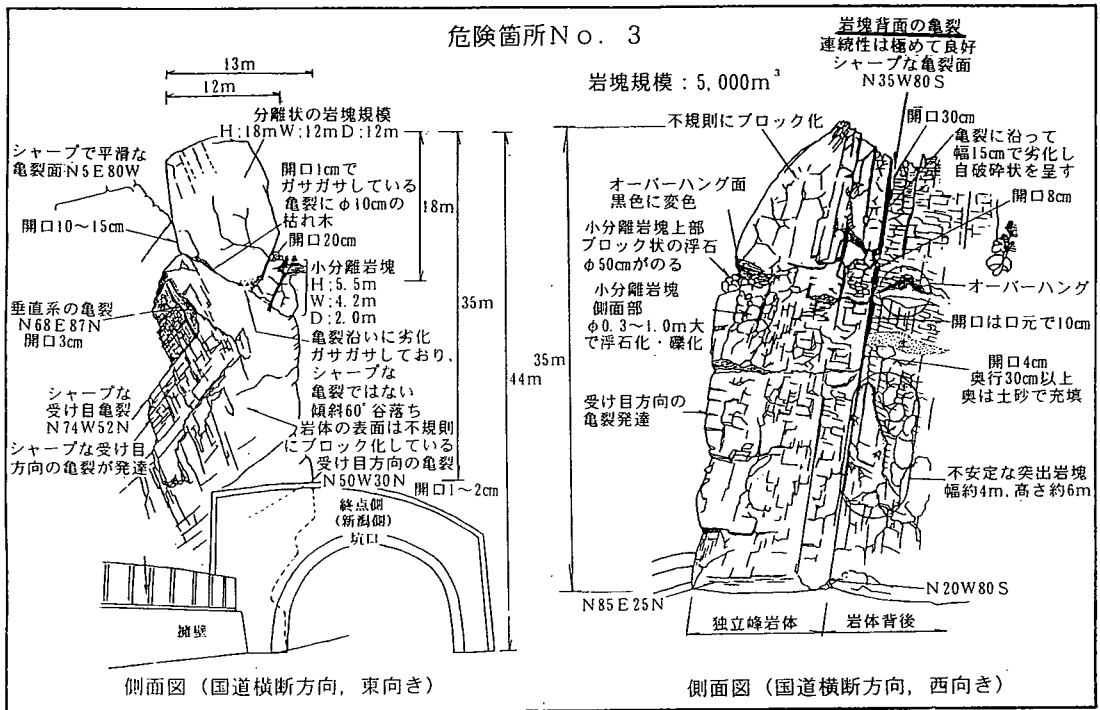 危険箇所No. 3
13m
12m
分離状の岩塊規模
H:18mW:12mD:12m
シャープで平滑な
亀裂面N5E80W
開口1cmで
ガサガサしている
亀裂にφ10cmの
枯れ木
18m
開口10～15cm
開口20cm
小分離岩塊
H:5.5m
W:4.2m
D:2.0m
35m
44m
垂直系の亀裂
N68E87N
開口3cm
亀裂沿いに劣化
ガサガサしており,
シャープな
亀裂ではない
傾斜60°谷落ち
シャープな
受け目亀裂
N74W52N
岩体の表面は不規則
にブロック化している
シャープな受け目
方向の亀裂が発達
受け目方向の亀裂
N50W30N
開口1～2cm
終点側
(新潟側)
坑口
擁壁
側面図(国道横断方向, 東向き)
岩塊背面の亀裂
連続性は極めて良好
シャープな亀裂面
N35W80S
岩塊規模:5,000m³
不規則にブロック化
開口30cm
亀裂に沿って
幅15cmで劣化し
自破砕状を呈す
オーバーハング面
黒色に変色
開口8cm
小分離岩塊上部
ブロック状の浮石
φ50cmがのる
オーバーハング
小分離岩塊
側面部
φ0.3～1.0m大
で浮石化・礫化
開口は口元で10cm
35m
開口4cm
奥行30cm以上
奥は土砂で充填
受け目方向の
亀裂発達
不安定な突出岩塊
幅約4m,高さ約6m
N85E25N
N20W80S
独立峰岩体
岩体背後
側面図(国道横断方向, 西向き)